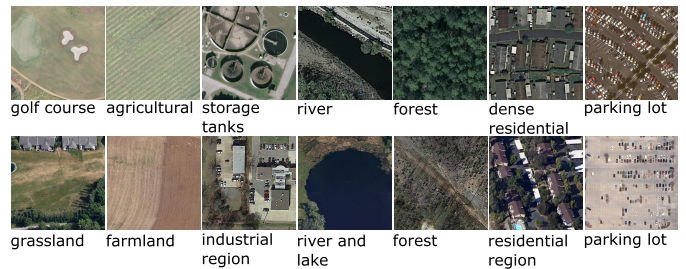 golf course agricultural storage river forest dense parking lot
tanks residential
grassland farmland industrial river and forest residential parking lot
region lake region